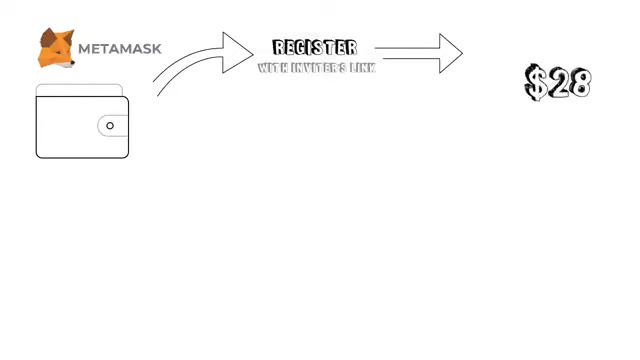 METAMASK
REGISTER
WITH INVITER'S LINK
$28